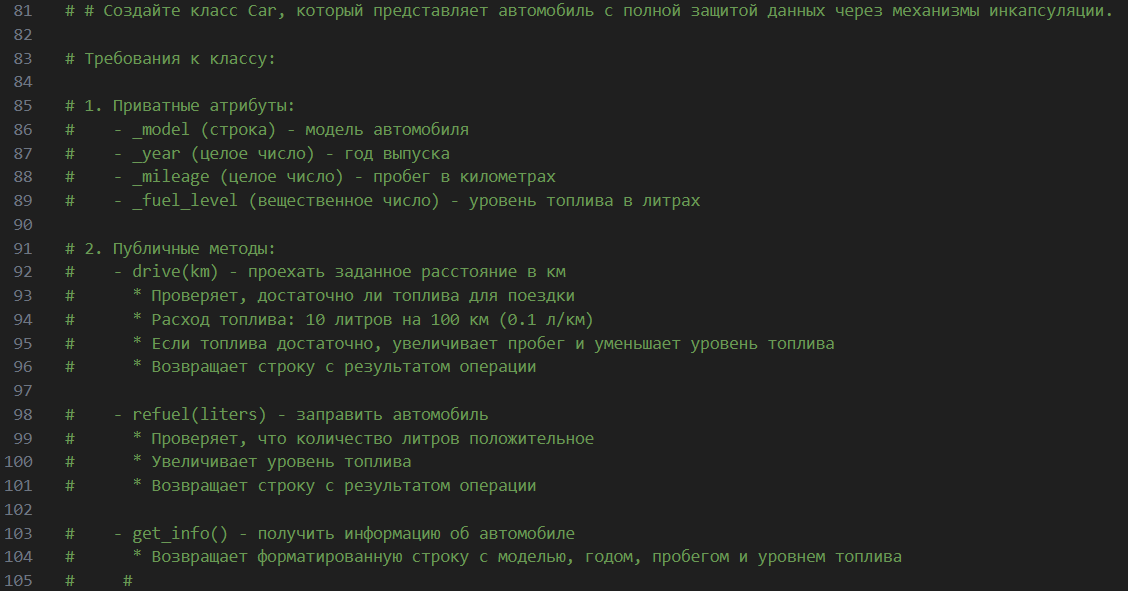 81 # # Создайте класс Car, который представляет автомобиль с полной защитой данных через механизмы инкапсуляции.
82
83 # Требования к классу:
84
85 # 1. Приватные атрибуты:
86 #    - _model (строка) - модель автомобиля
87 #    - _year (целое число) - год выпуска
88 #    - _mileage (целое число) - пробег в километрах
89 #    - _fuel_level (вещественное число) - уровень топлива в литрах
90
91 # 2. Публичные методы:
92 #    - drive(km) - проехать заданное расстояние в км
93 #      * Проверяет, достаточно ли топлива для поездки
94 #      * Расход топлива: 10 литров на 100 км (0.1 л/км)
95 #      * Если топлива достаточно, увеличивает пробег и уменьшает уровень топлива
96 #      * Возвращает строку с результатом операции
97
98 #    - refuel(liters) - заправить автомобиль
99 #      * Проверяет, что количество литров положительное
100 #      * Увеличивает уровень топлива
101 #      * Возвращает строку с результатом операции
102
103 #    - get_info() - получить информацию об автомобиле
104 #      * Возвращает форматированную строку с моделью, годом, пробегом и уровнем топлива
105 #     #